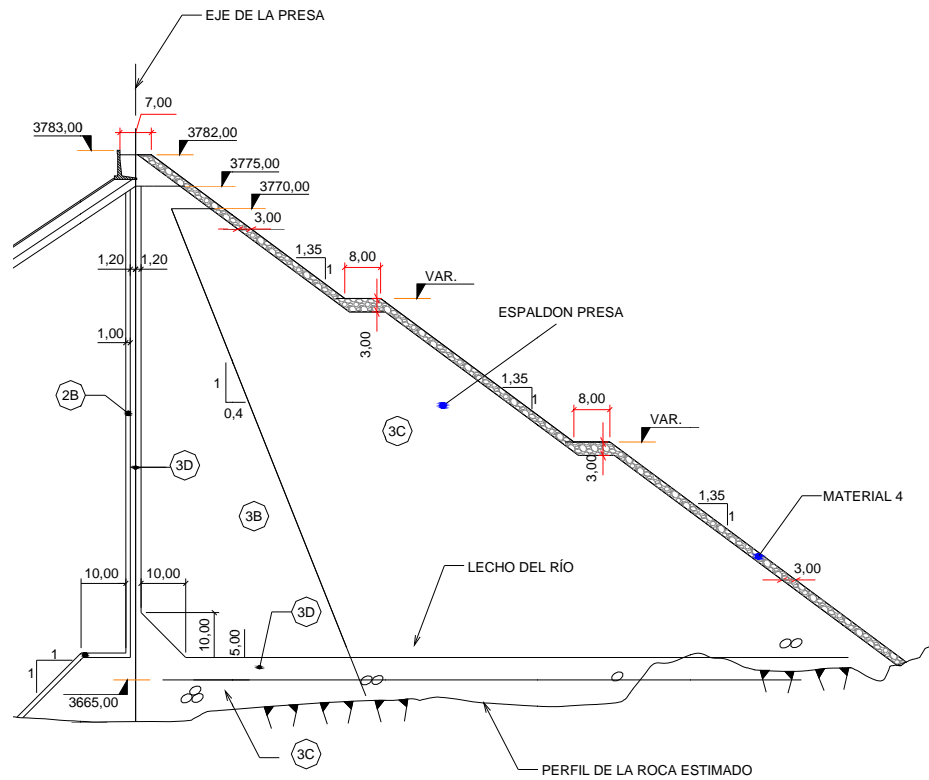 EJE DE LA PRESA
7,00
3783,00
3782,00
3775,00
3770,00
3,00
1,20
1,20
1,35
1
8,00
VAR.
ESPALDON PRESA
3,00
1,00
1
0,4
1,35
1
8,00
2B
3C
VAR.
3D
3,00
1,35
1
MATERIAL 4
3B
10,00
10,00
LECHO DEL RÍO
3,00
3D
10,00
5,00
1
1
3665,00
3C
PERFIL DE LA ROCA ESTIMADO